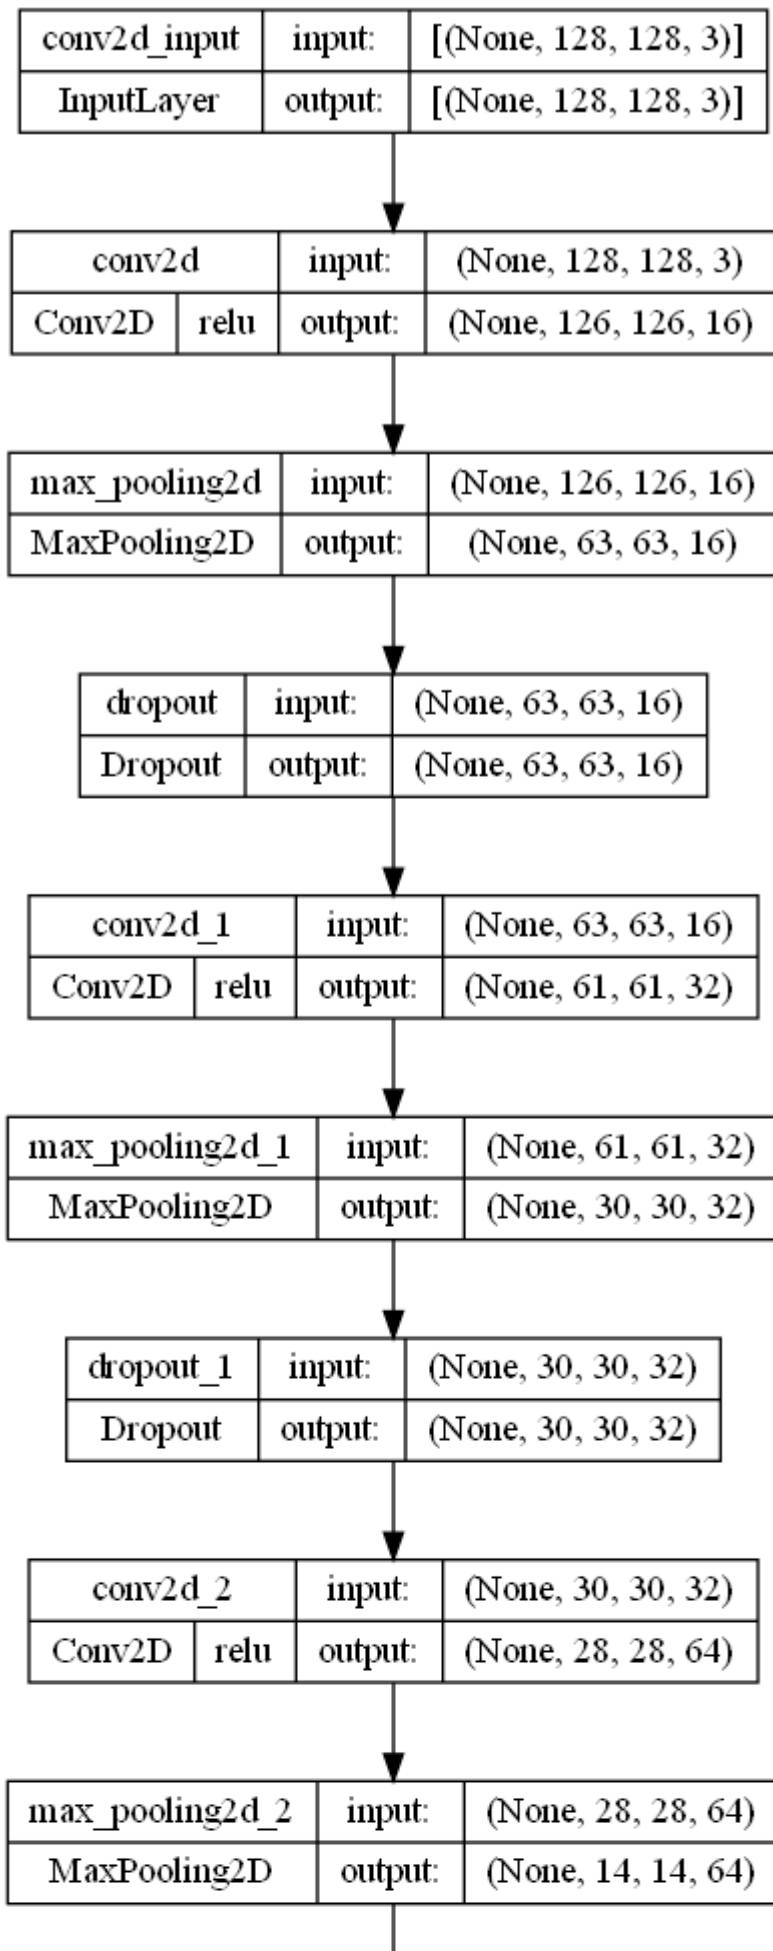 conv2d_input input: [(None, 128, 128, 3)]
InputLayer output: [(None, 128, 128, 3)]
conv2d input: (None, 128, 128, 3)
Conv2D relu output: (None, 126, 126, 16)
max_pooling2d input: (None, 126, 126, 16)
MaxPooling2D output: (None, 63, 63, 16)
dropout input: (None, 63, 63, 16)
Dropout output: (None, 63, 63, 16)
conv2d_1 input: (None, 63, 63, 16)
Conv2D relu output: (None, 61, 61, 32)
max_pooling2d_1 input: (None, 61, 61, 32)
MaxPooling2D output: (None, 30, 30, 32)
dropout_1 input: (None, 30, 30, 32)
Dropout output: (None, 30, 30, 32)
conv2d_2 input: (None, 30, 30, 32)
Conv2D relu output: (None, 28, 28, 64)
max_pooling2d_2 input: (None, 28, 28, 64)
MaxPooling2D output: (None, 14, 14, 64)